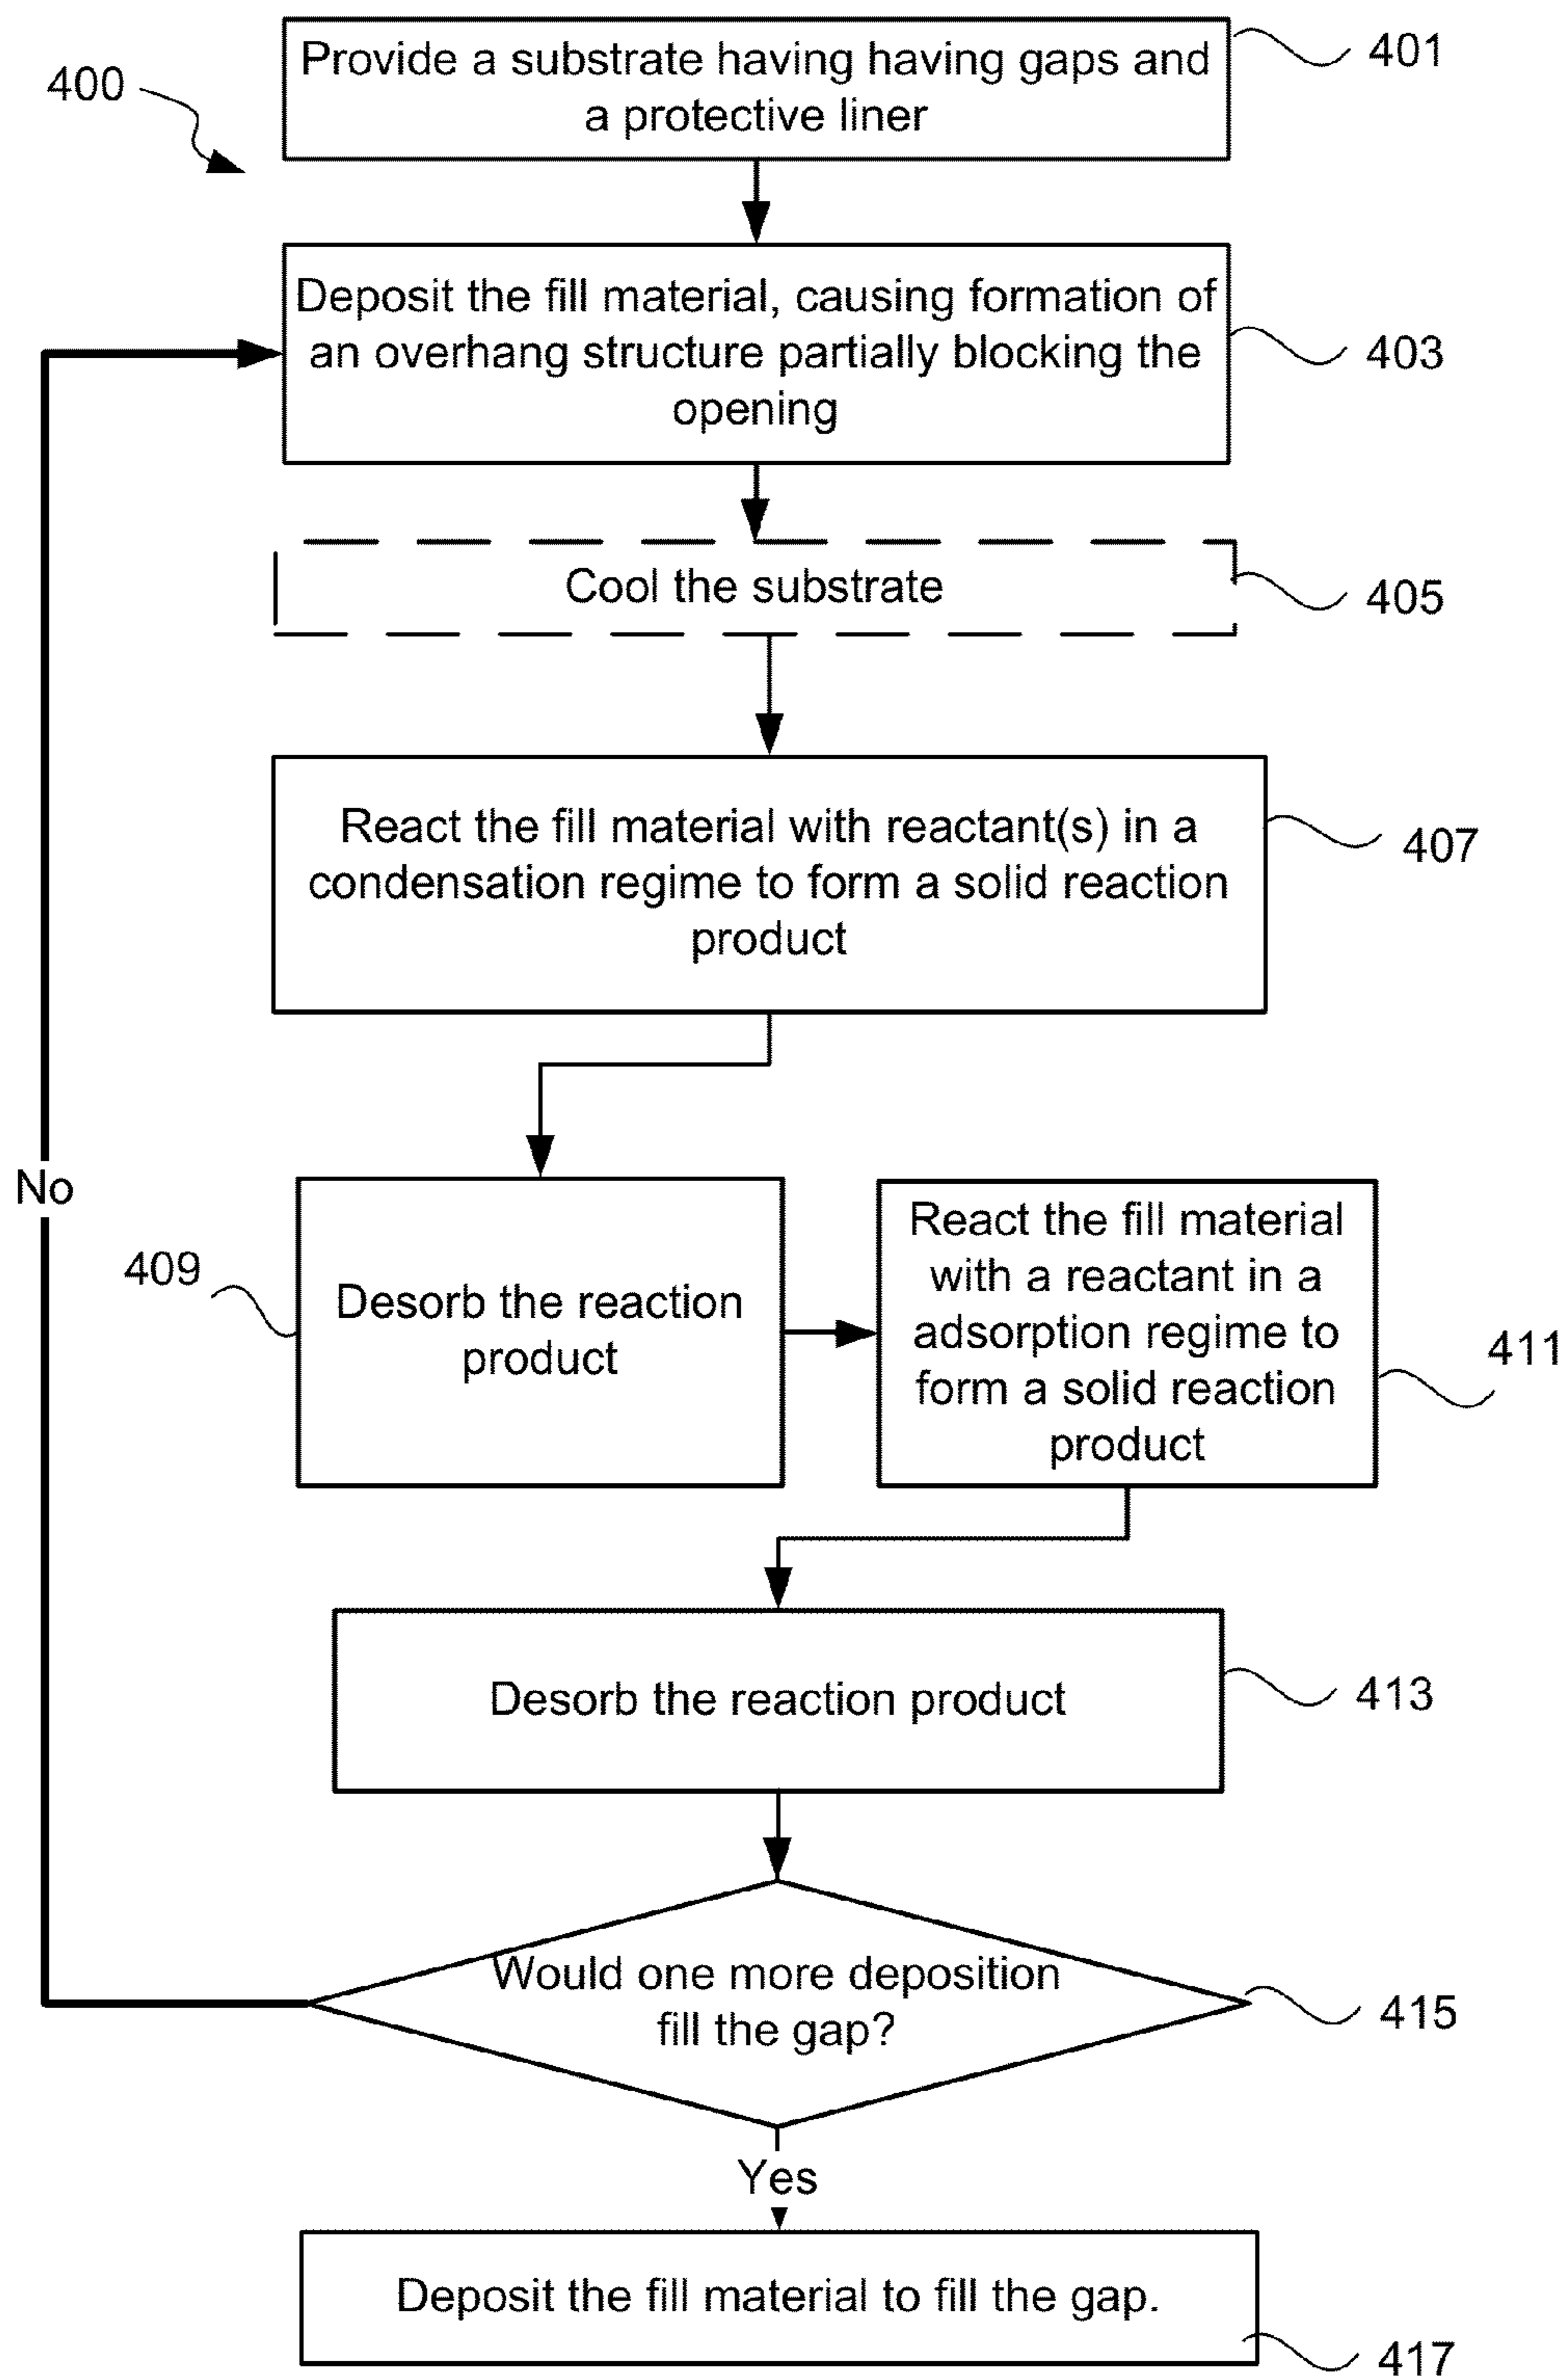 400
Provide a substrate having having gaps and
a protective liner
401
Deposit the fill material, causing formation of
an overhang structure partially blocking the
opening
403
Cool the substrate
405
React the fill material with reactant(s) in a
condensation regime to form a solid reaction
product
407
No
409
Desorb the reaction
product
React the fill material
with a reactant in a
adsorption regime to
form a solid reaction
product
411
Desorb the reaction product
413
Would one more deposition
fill the gap?
415
Yes
Deposit the fill material to fill the gap.
417